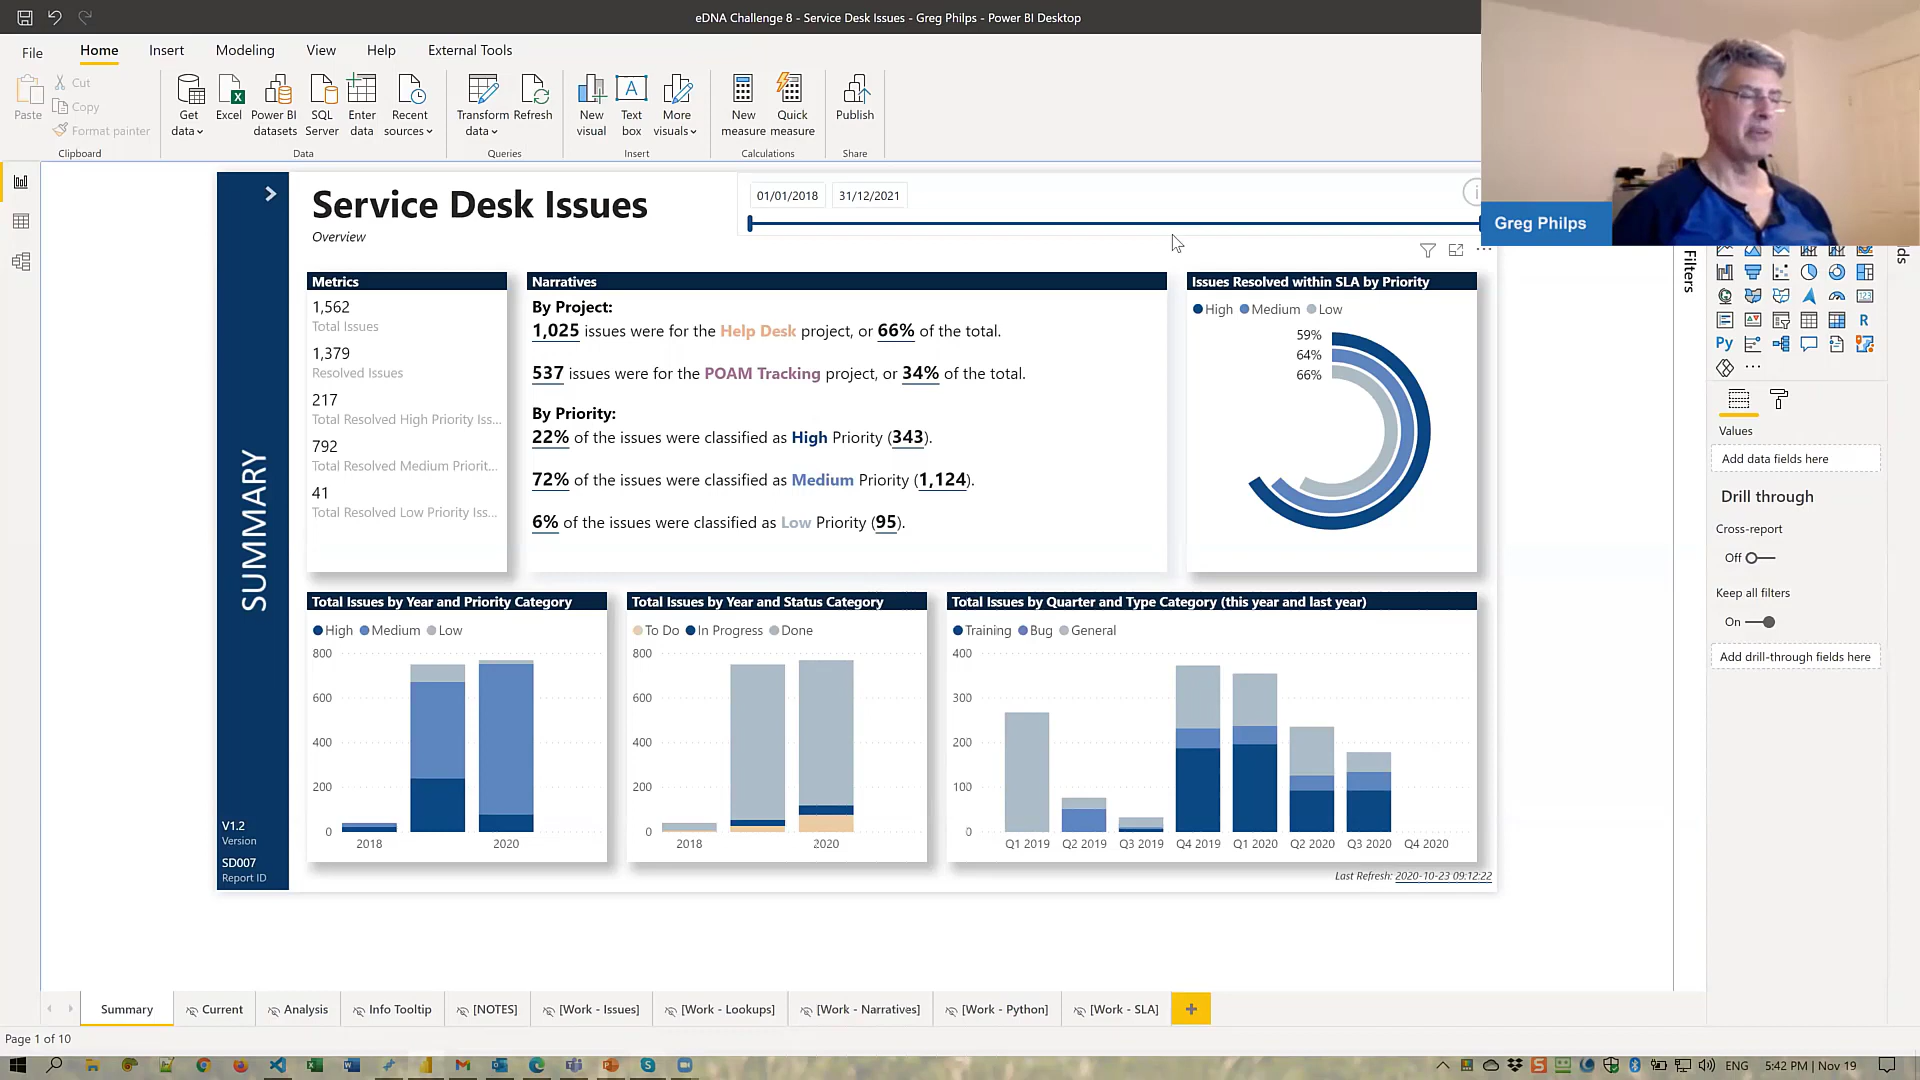 eDNA Challenge 8 - Service Desk Issues - Greg Philps - Power BI Desktop
File Home Insert Modeling View Help External Tools
Paste
Cut
Copy
Format painter
Clipboard
Get data
Excel
Power BI datasets
SQL Server
Enter data
Recent sources
Data
Transform data
Refresh
Queries
New visual
Text box
More visuals
Insert
New measure
Quick measure
Calculations
Publish
Share
Greg Philps
SUMMARY
V1.2
Version
SD007
Report ID
Service Desk Issues
Overview
01/01/2018 31/12/2021
Metrics
1,562
Total Issues
1,379
Resolved Issues
217
Total Resolved High Priority Iss...
792
Total Resolved Medium Priorit...
41
Total Resolved Low Priority Iss...
Narratives
By Project:
1,025 issues were for the Help Desk project, or 66% of the total.
537 issues were for the POAM Tracking project, or 34% of the total.
By Priority:
22% of the issues were classified as High Priority (343).
72% of the issues were classified as Medium Priority (1,124).
6% of the issues were classified as Low Priority (95).
Issues Resolved within SLA by Priority
High Medium Low
59%
64%
66%
Total Issues by Year and Priority Category
High Medium Low
800
600
400
200
0
2018 2020
Total Issues by Year and Status Category
To Do In Progress Done
800
600
400
200
0
2018 2020
Total Issues by Quarter and Type Category (this year and last year)
Training Bug General
400
300
200
100
0
Q1 2019 Q2 2019 Q3 2019 Q4 2019 Q1 2020 Q2 2020 Q3 2020 Q4 2020
Last Refresh: 2020-10-23 09:12:22
Filters
R
Py
Values
Add data fields here
Drill through
Cross-report
Off
Keep all filters
On
Add drill-through fields here
Summary Current Analysis Info Tooltip [NOTES] [Work - Issues] [Work - Lookups] [Work - Narratives] [Work - Python] [Work - SLA] +
Page 1 of 10
ENG 5:42 PM | Nov 19